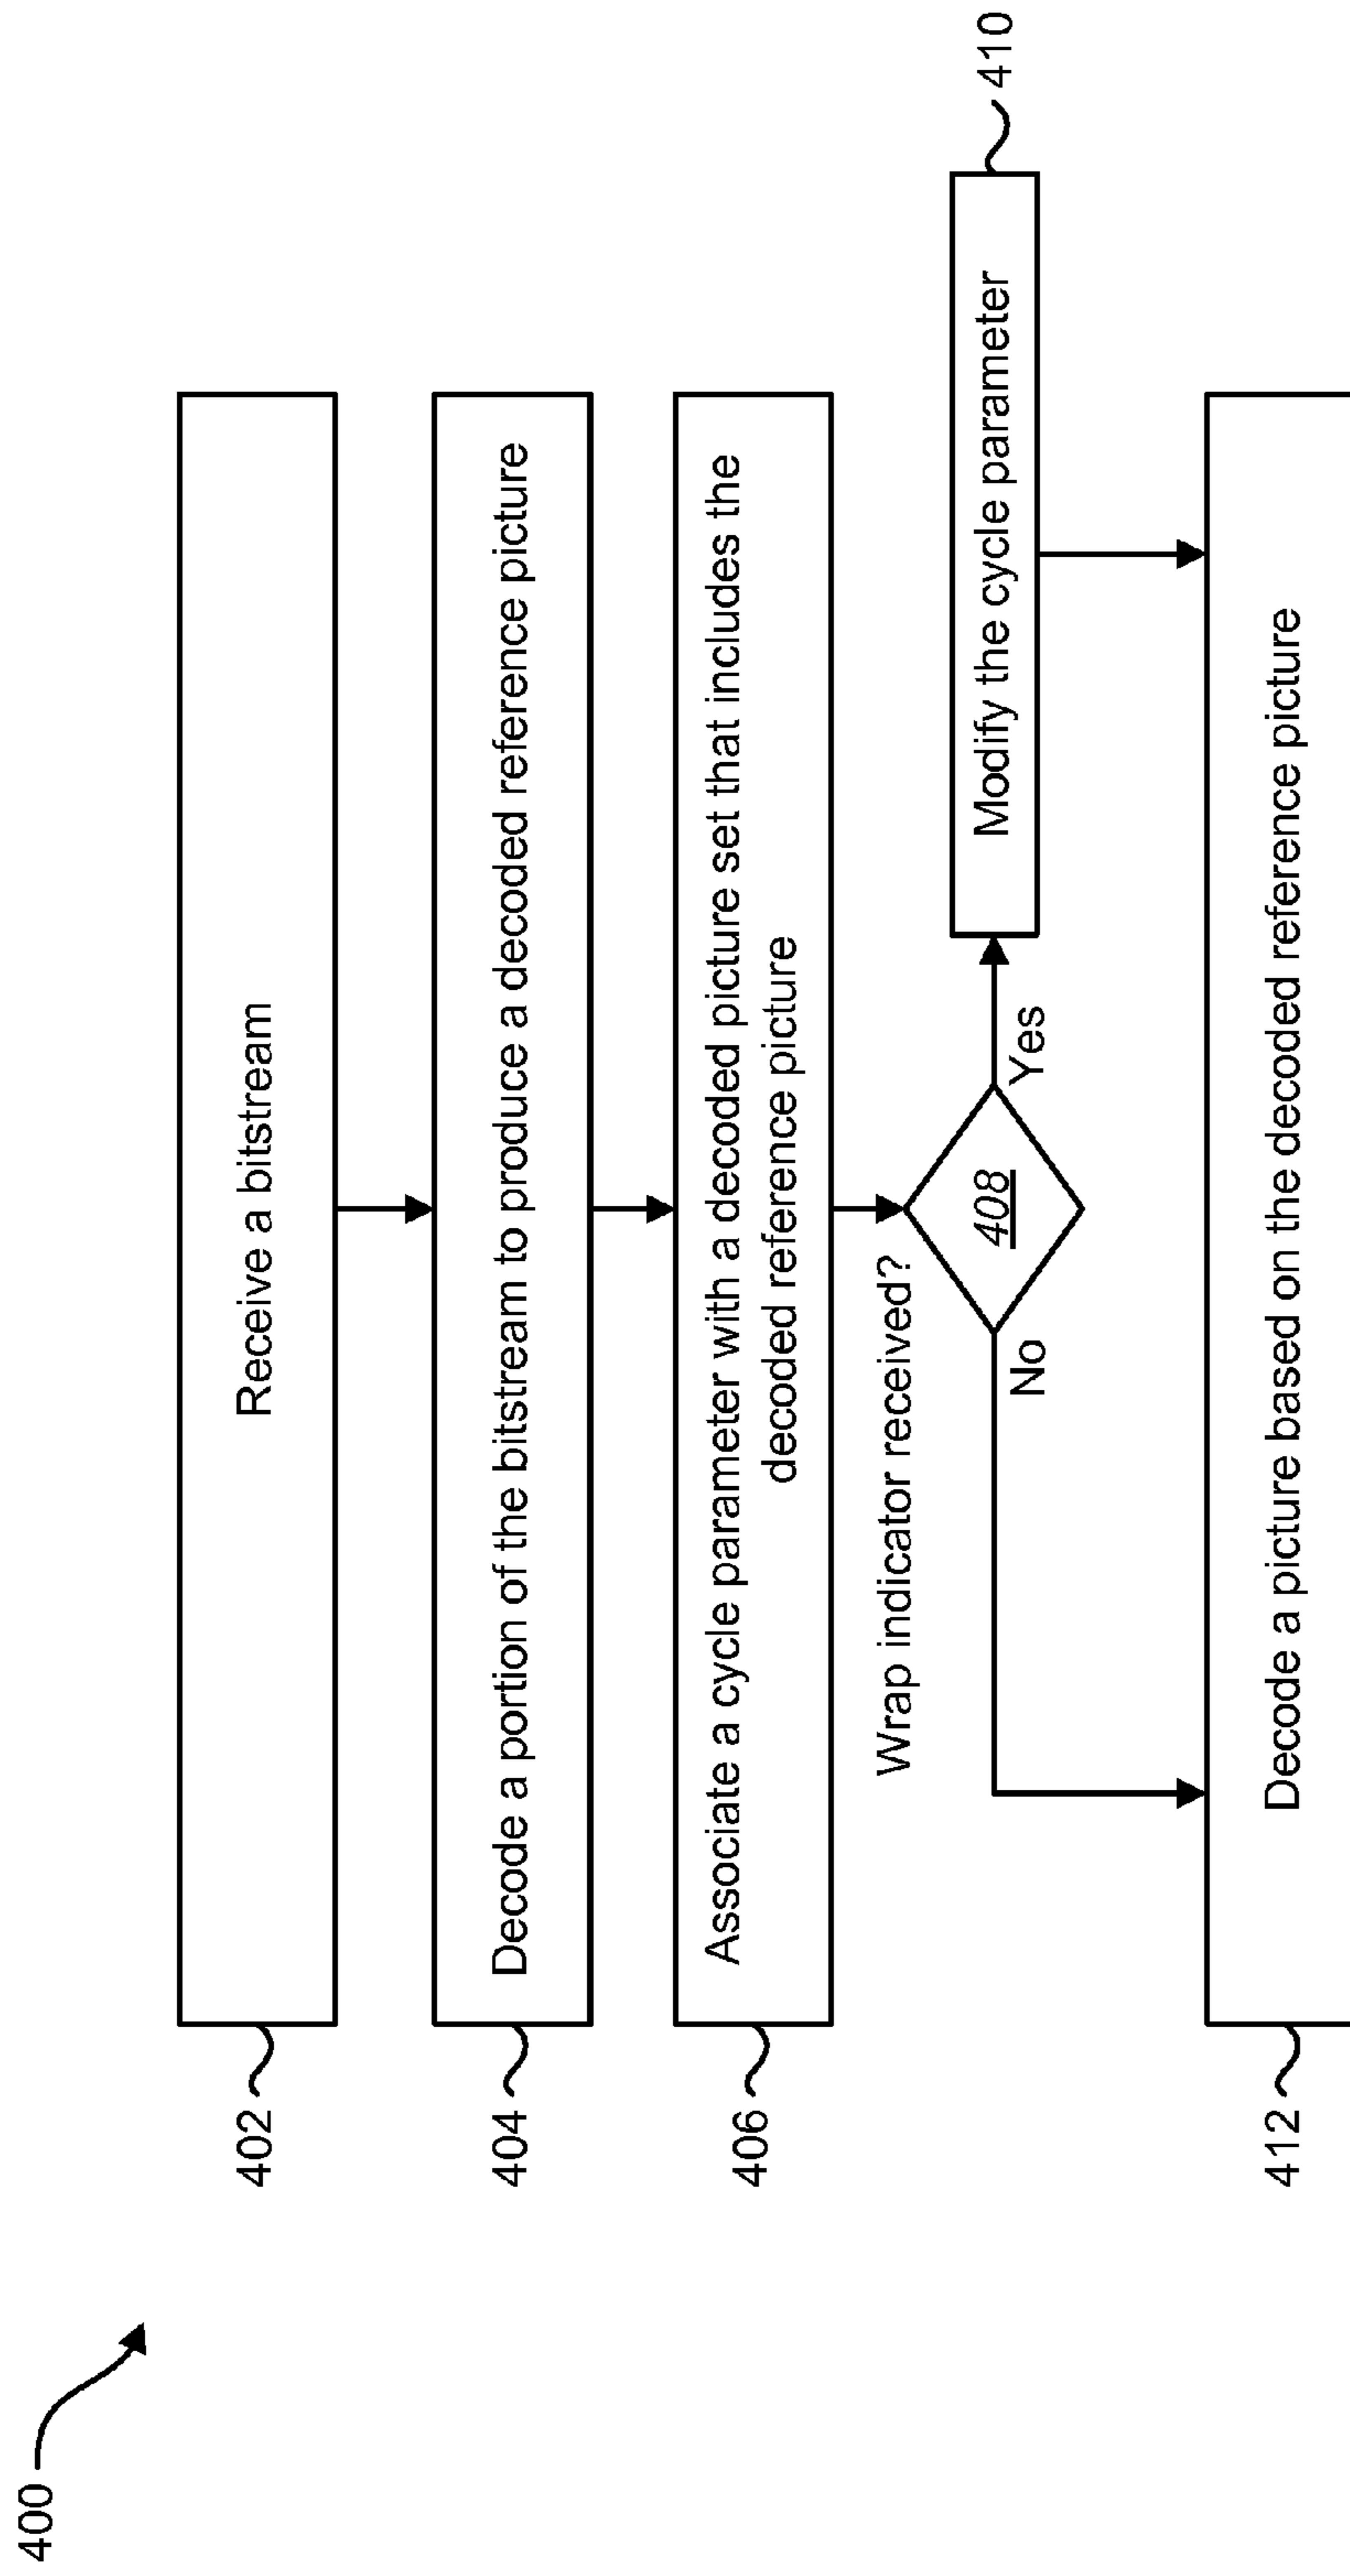 400
402
Receive a bitstream
404
Decode a portion of the bitstream to produce a decoded reference picture
406
Associate a cycle parameter with a decoded picture set that includes the
decoded reference picture
Wrap indicator received?
408
No
Yes
Modify the cycle parameter
410
412
Decode a picture based on the decoded reference picture